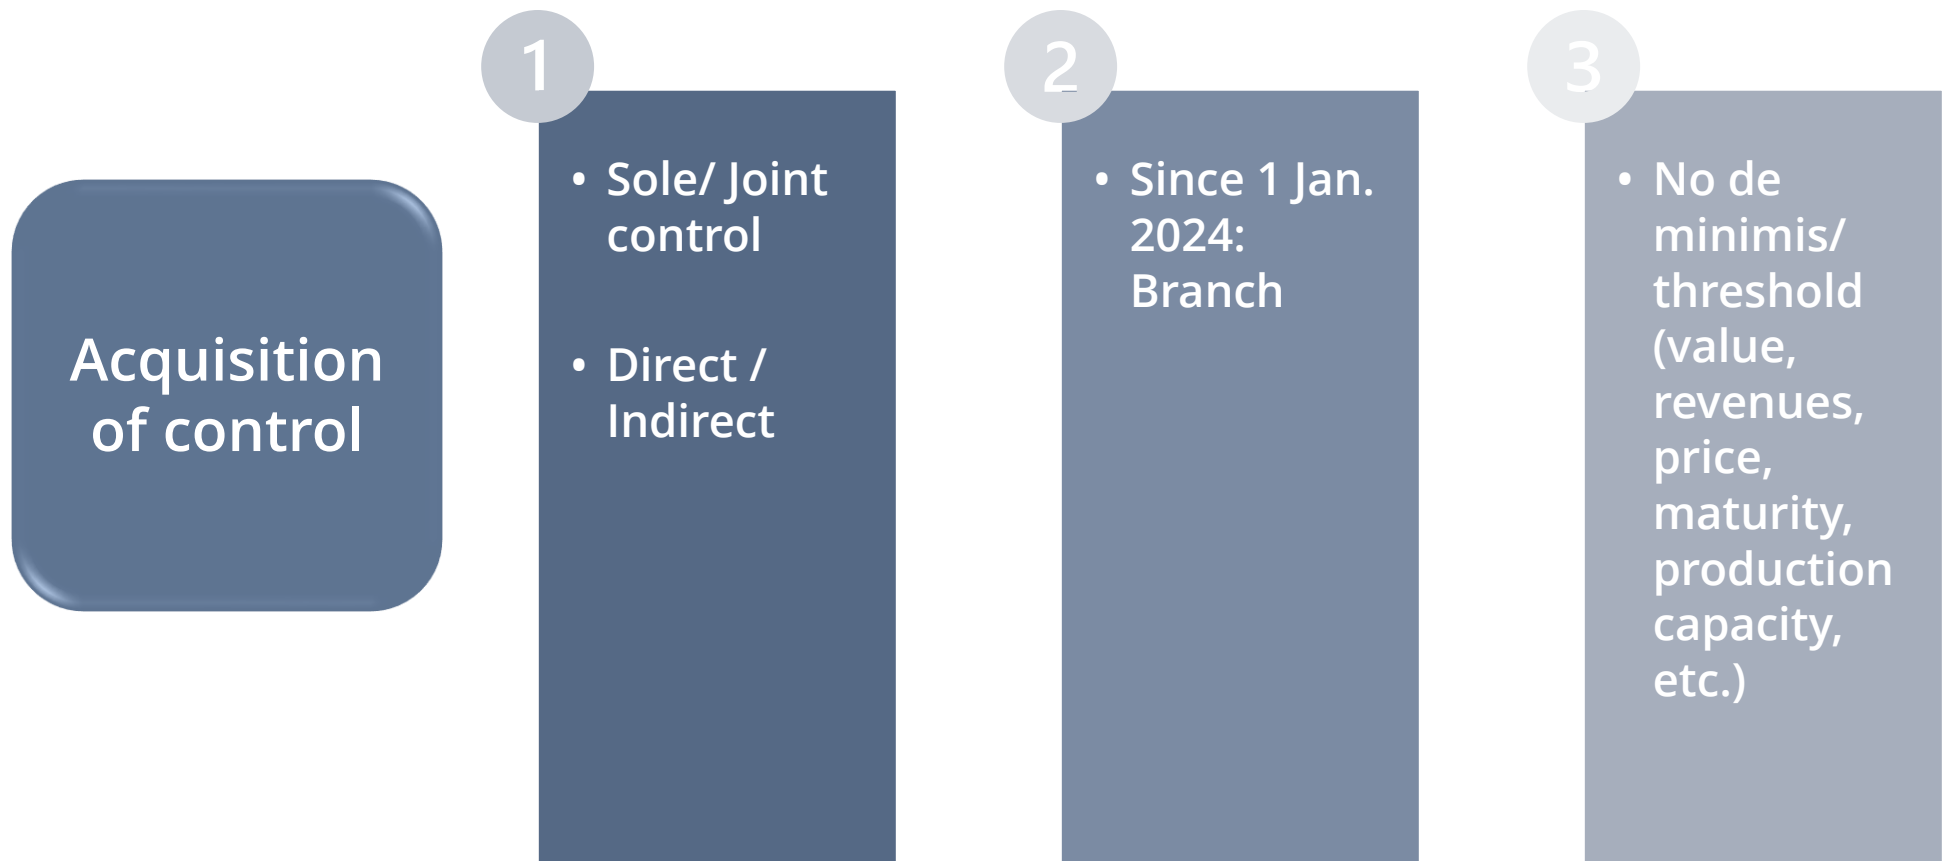 Acquisition
of control
1
• Sole/ Joint
control
• Direct /
Indirect
2
• Since 1 Jan.
2024:
Branch
3
• No de
minimis/
threshold
(value,
revenues,
price,
maturity,
production
capacity,
etc.)